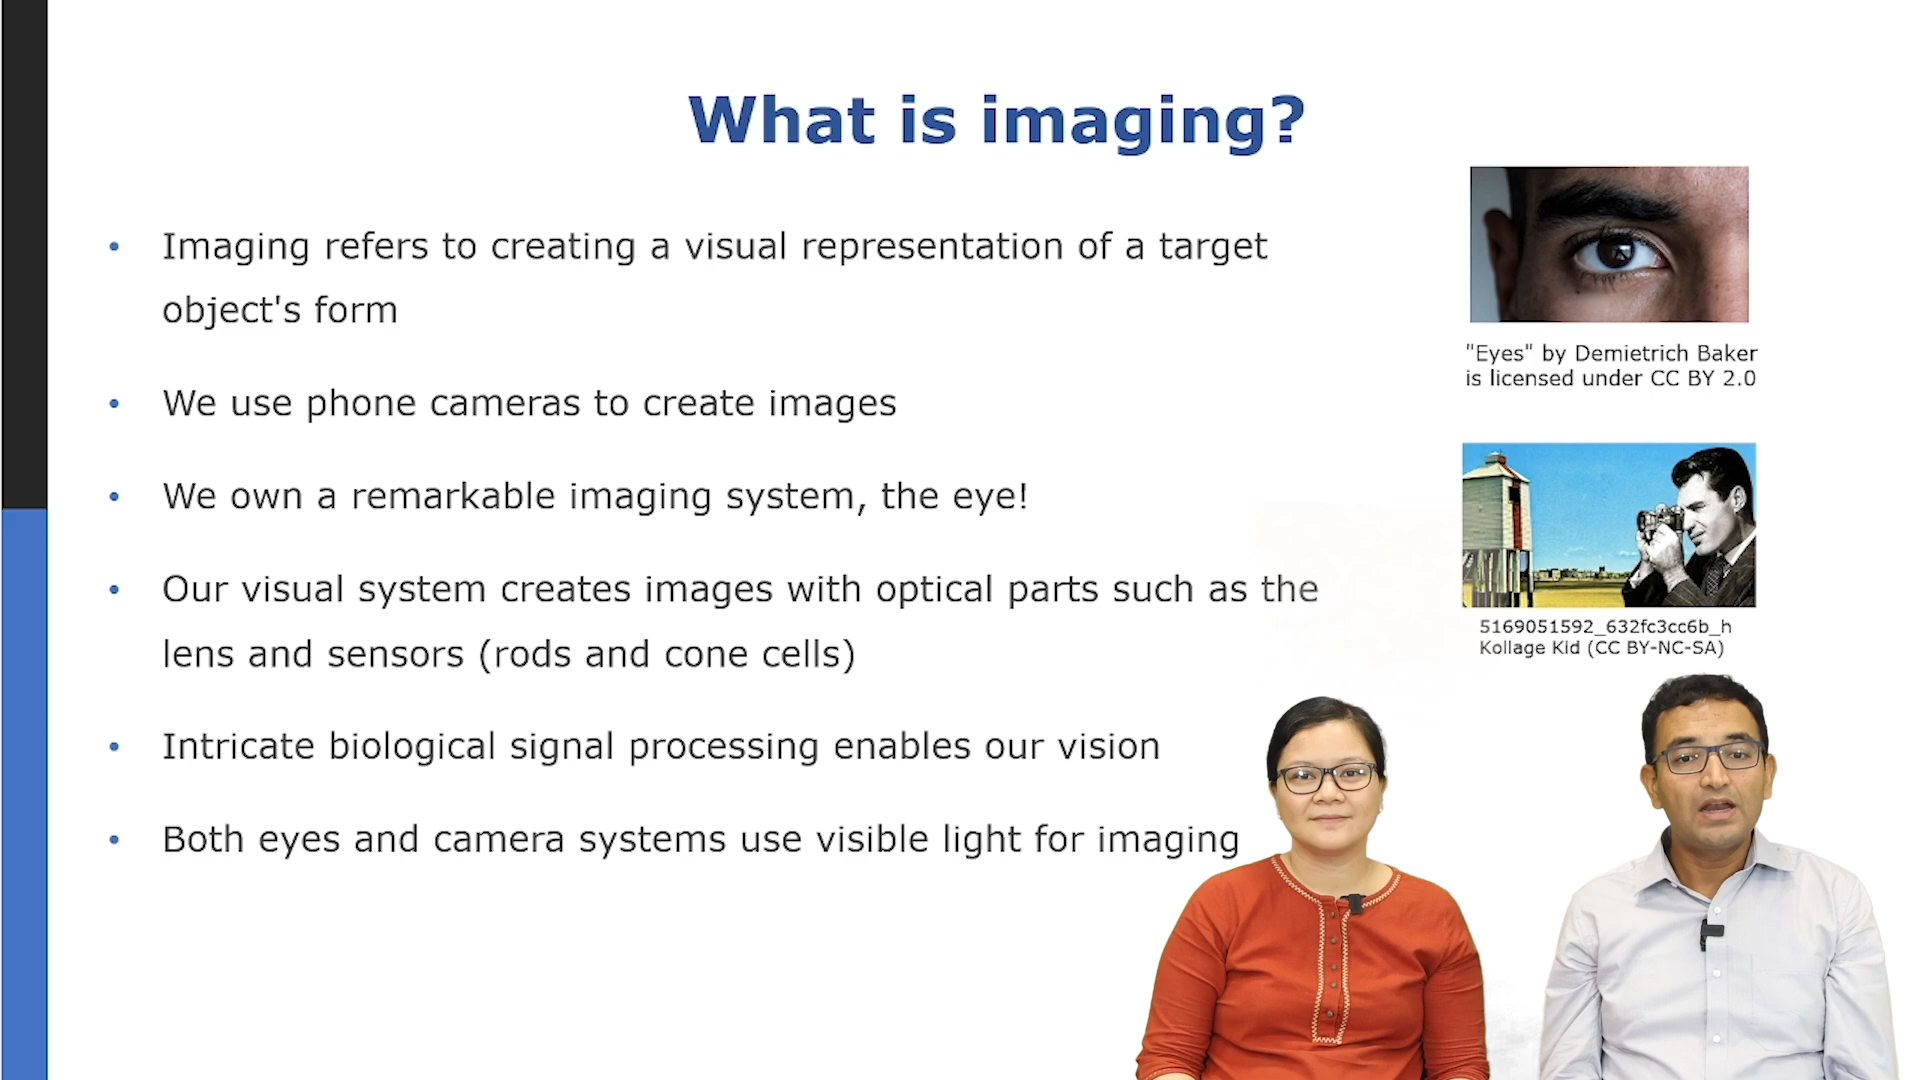 What is imaging?
• Imaging refers to creating a visual representation of a target
object's form
• We use phone cameras to create images
• We own a remarkable imaging system, the eye!
• Our visual system creates images with optical parts such as the
lens and sensors (rods and cone cells)
• Intricate biological signal processing enables our vision
• Both eyes and camera systems use visible light for imaging
"Eyes" by Demietrich Baker
is licensed under CC BY 2.0
5169051592_632fc3cc6b_h
Kollage Kid (CC BY-NC-SA)